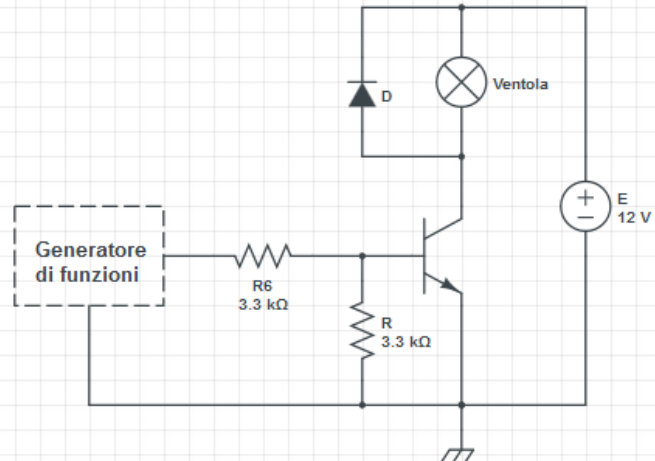 D
Ventola
E
12 V
Generatore
di funzioni
R6
3.3 kΩ
R
3.3 kΩ